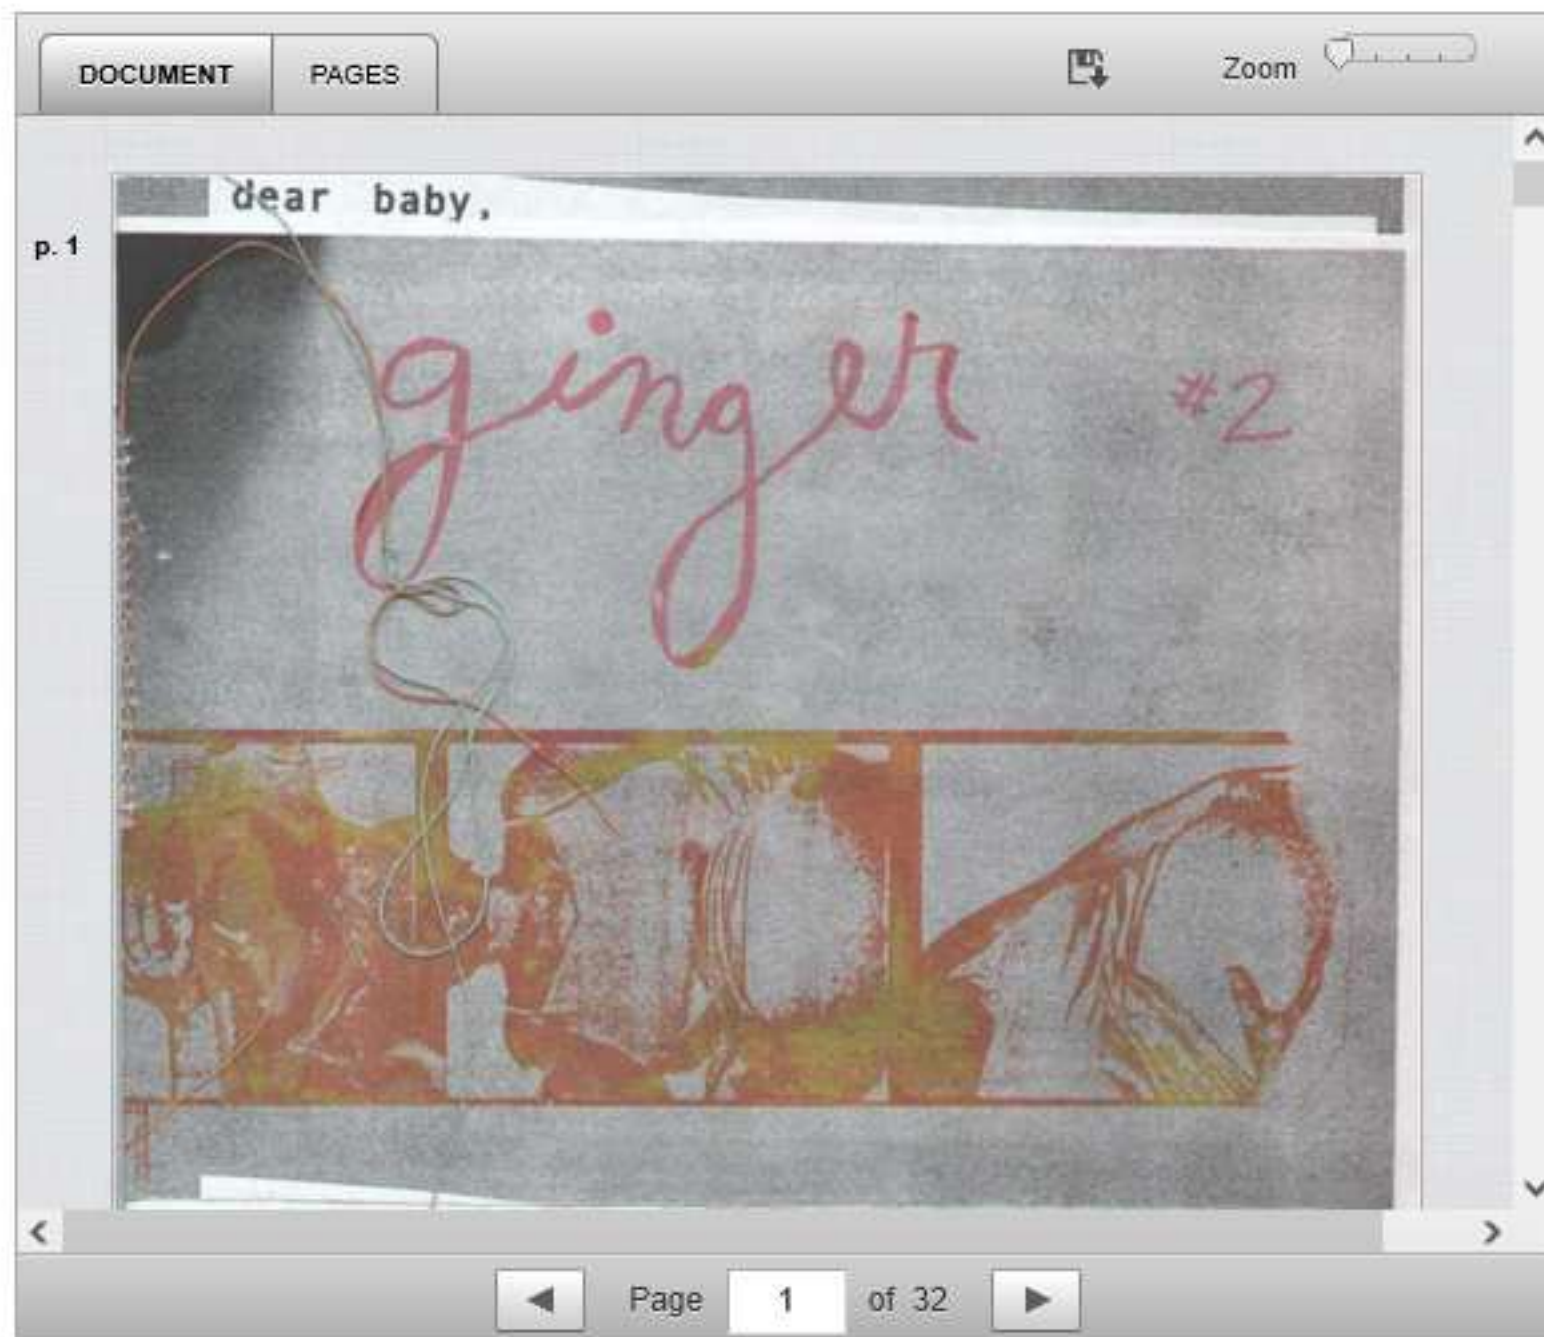 DOCUMENT PAGES Zoom
p. 1
dear baby,
ginger #2
Page 1 of 32